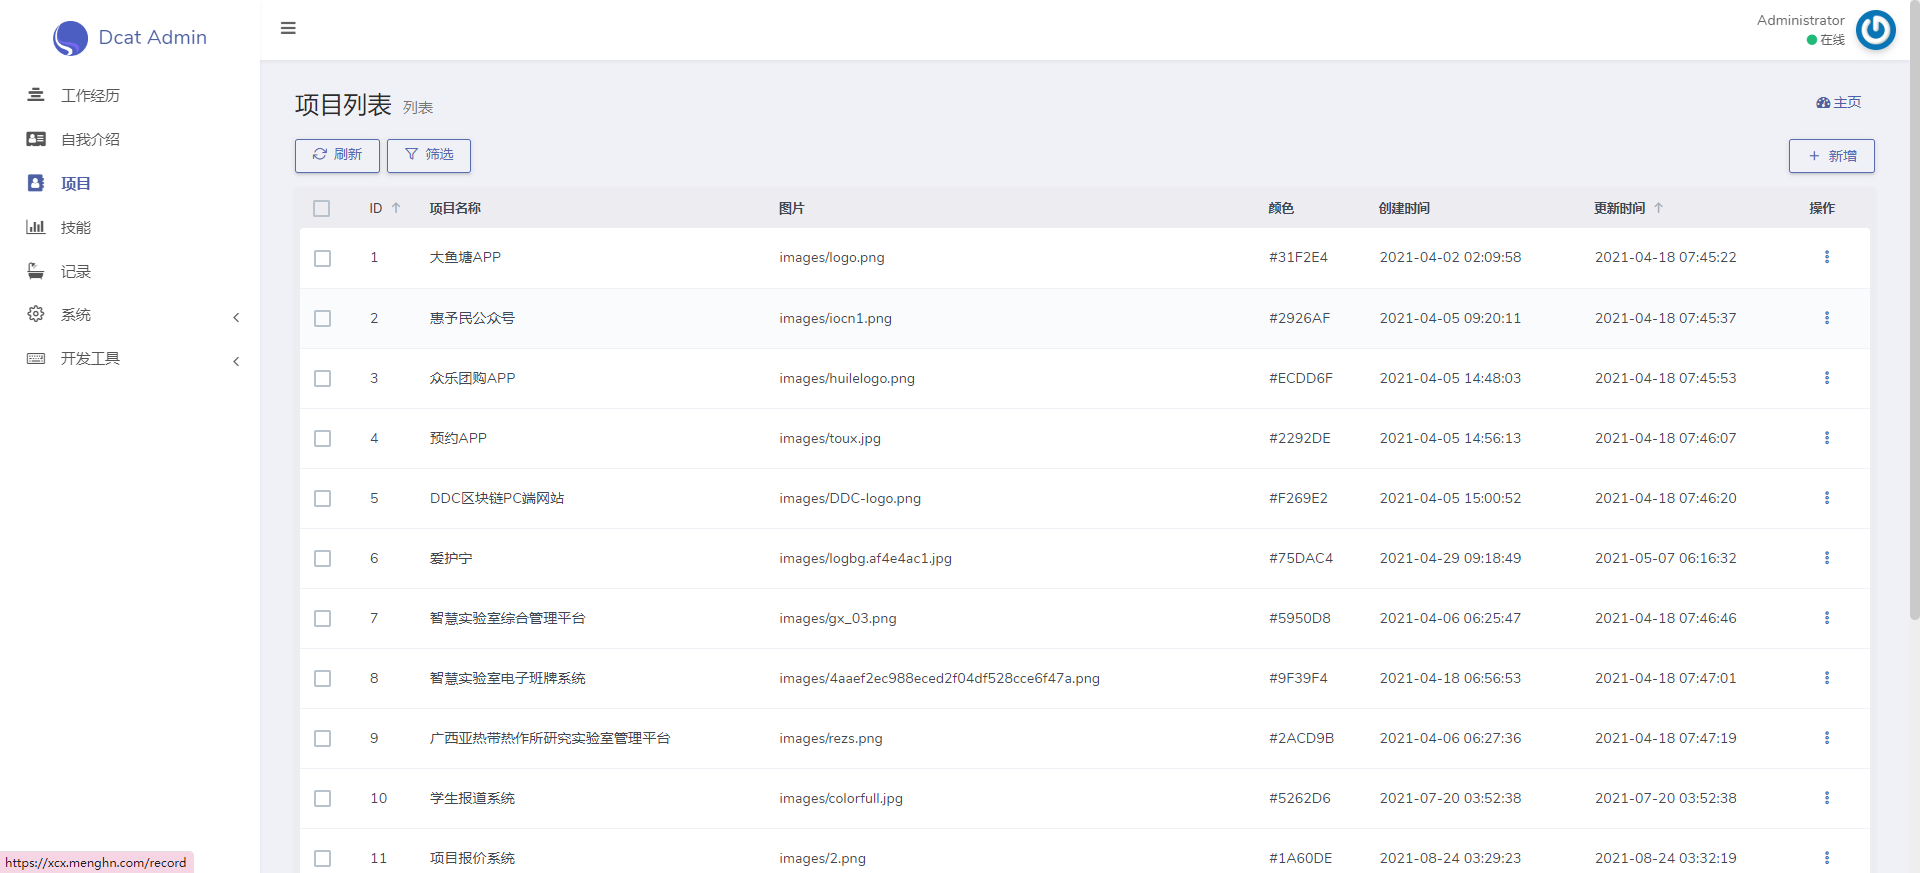 Dcat Admin
Administrator
在线
工作经历
自我介绍
项目
技能
记录
系统
开发工具
项目列表 列表
主页
刷新
筛选
新增
ID 项目名称 图片 颜色 创建时间 更新时间 操作
1 大鱼塘APP images/logo.png #31F2E4 2021-04-02 02:09:58 2021-04-18 07:45:22
2 惠予民公众号 images/iocn1.png #2926AF 2021-04-05 09:20:11 2021-04-18 07:45:37
3 众乐团购APP images/huilelogo.png #ECDD6F 2021-04-05 14:48:03 2021-04-18 07:45:53
4 预约APP images/toux.jpg #2292DE 2021-04-05 14:56:13 2021-04-18 07:46:07
5 DDC区块链PC端网站 images/DDC-logo.png #F269E2 2021-04-05 15:00:52 2021-04-18 07:46:20
6 爱护宁 images/logbg.af4e4ac1.jpg #75DAC4 2021-04-29 09:18:49 2021-05-07 06:16:32
7 智慧实验室综合管理平台 images/gx_03.png #5950D8 2021-04-06 06:25:47 2021-04-18 07:46:46
8 智慧实验室电子班牌系统 images/4aaef2ec988eced2f04df528cce6f47a.png #9F39F4 2021-04-18 06:56:53 2021-04-18 07:47:01
9 广西亚热带热作所研究实验室管理平台 images/rezs.png #2ACD9B 2021-04-06 06:27:36 2021-04-18 07:47:19
10 学生报道系统 images/colorfull.jpg #5262D6 2021-07-20 03:52:38 2021-07-20 03:52:38
11 项目报价系统 images/2.png #1A60DE 2021-08-24 03:29:23 2021-08-24 03:32:19
https://xcx.menghn.com/record